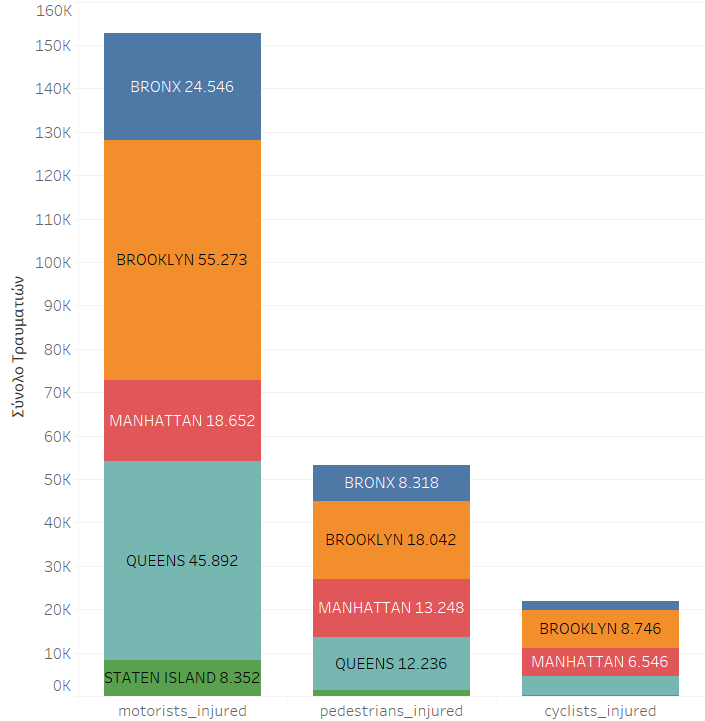 160K
150K
140K
130K
120K
110K
100K
90K
80K
70K
60K
50K
40K
30K
20K
10K
0K
Σύνολο Τραυματιών
BRONX 24.546
BROOKLYN 55.273
MANHATTAN 18.652
QUEENS 45.892
STATEN ISLAND 8.352
BRONX 8.318
BROOKLYN 18.042
MANHATTAN 13.248
QUEENS 12.236
BROOKLYN 8.746
MANHATTAN 6.546
motorists_injured
pedestrians_injured
cyclists_injured